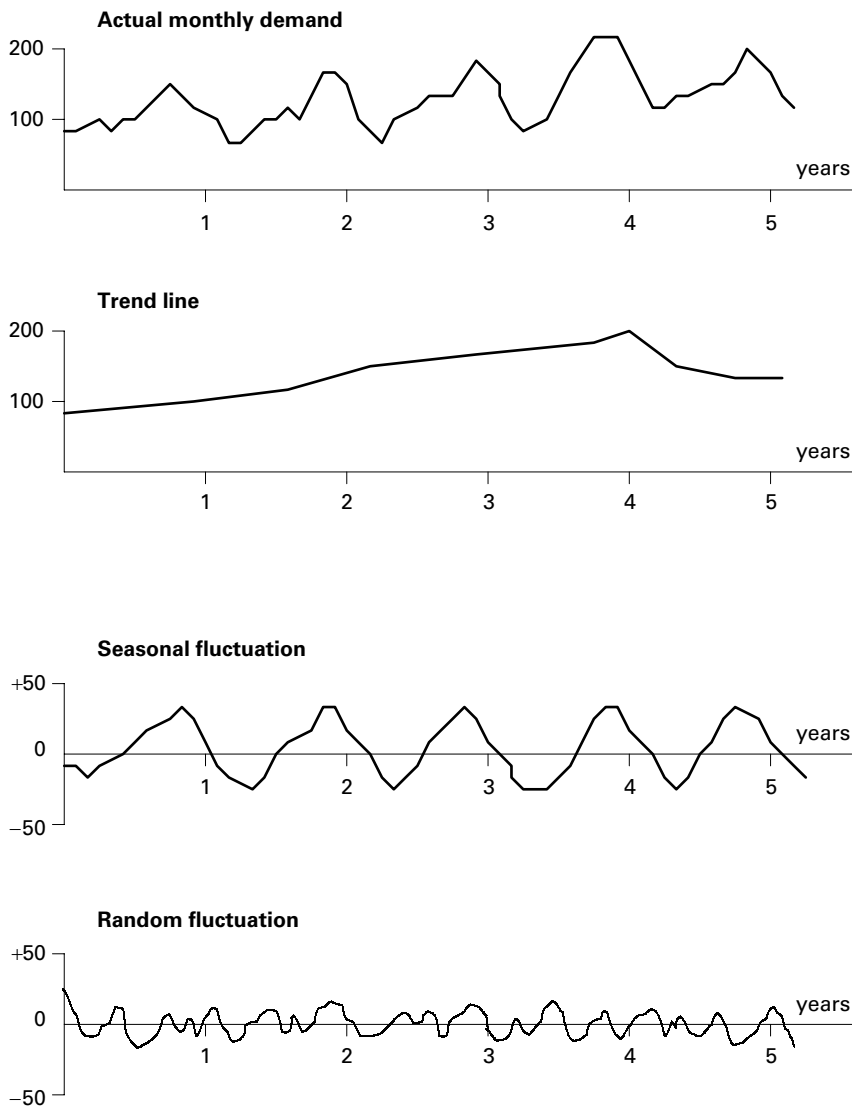 Actual monthly demand
200
100
years
1 2 3 4 5
Trend line
200
100
years
1 2 3 4 5
Seasonal fluctuation
+50
0
years
1 2 3 4 5
−50
Random fluctuation
+50
0
years
1 2 3 4 5
−50